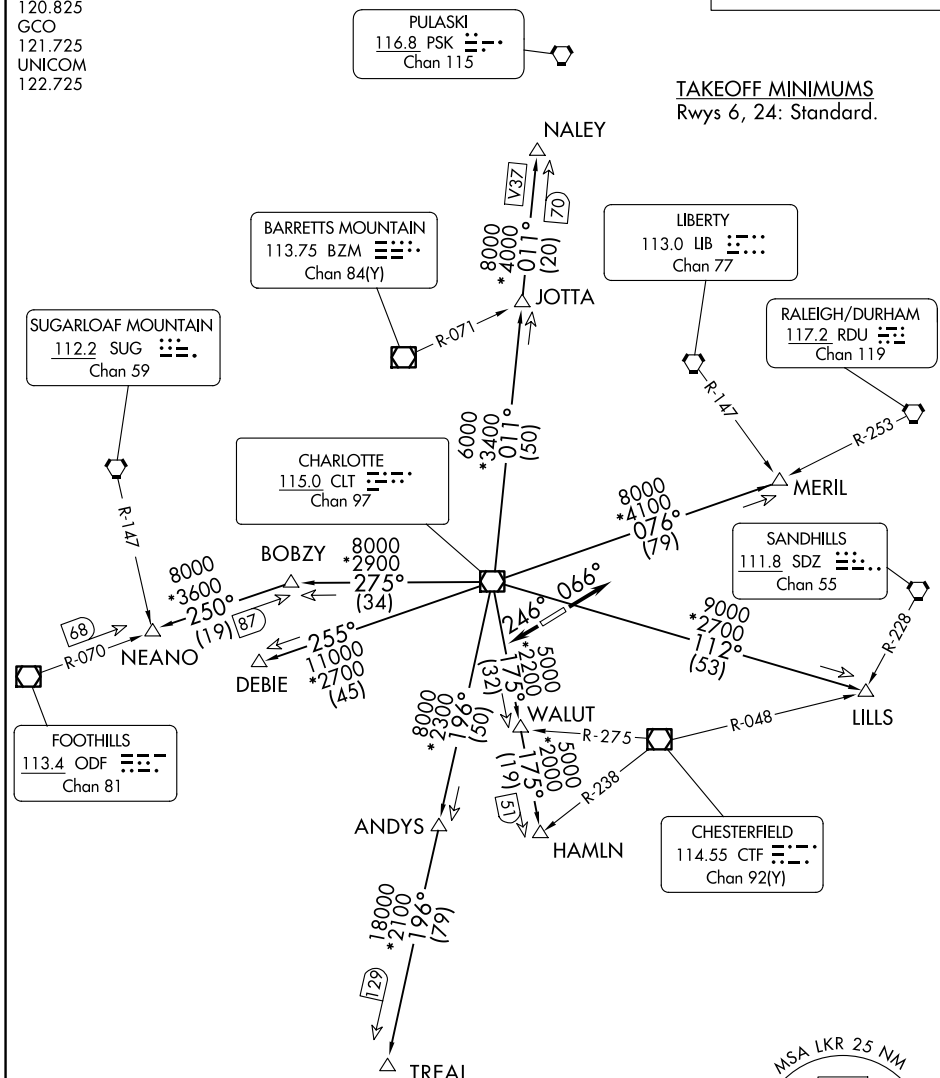 120.825
GCO
121.725
UNICOM
122.725
PULASKI
116.8 PSK
Chan 115
TAKEOFF MINIMUMS
Rwys 6, 24: Standard.
NALEY
V37
70
8000
*4000
011°
(20)
BARRETTS MOUNTAIN
113.75 BZM
Chan 84(Y)
LIBERTY
113.0 LIB
Chan 77
JOTTA
R-071
SUGARLOAF MOUNTAIN
112.2 SUG
Chan 59
RALEIGH/DURHAM
117.2 RDU
Chan 119
R-147
R-253
6000
*3400
011°
(50)
CHARLOTTE
115.0 CLT
Chan 97
MERIL
8000
*4100
076°
(79)
R-147
SANDHILLS
111.8 SDZ
Chan 55
BOBZY
8000
*2900
275°
(34)
8000
*3600
250°
(19)
87
246°
066°
68
R-070
NEANO
255°
11000
*2700
(45)
DEBIE
9000
*2700
112°
(53)
R-228
LILLS
5000
*2200
175°
(32)
WALUT
8000
*2300
196°
(50)
R-275
R-048
FOOTHILLS
113.4 ODF
Chan 81
5000
*2000
175°
(19)
51
R-238
ANDYS
HAMLN
CHESTERFIELD
114.55 CTF
Chan 92(Y)
18000
*2100
196°
(79)
129
TREAL
MSA LKR 25 NM